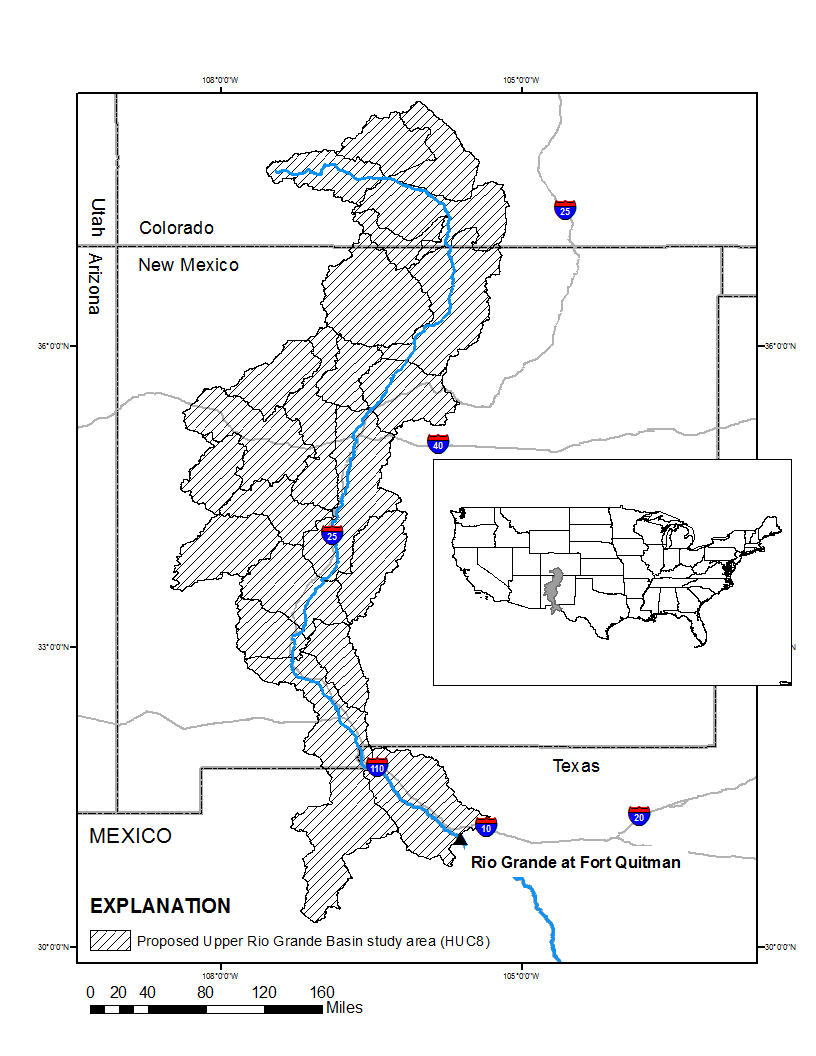 108°0'0"W
105°0'0"W
25
Utah
Colorado
Arizona
New Mexico
36°0'0"N
36°0'0"N
40
25
33°0'0"N
110
Texas
20
10
MEXICO
Rio Grande at Fort Quitman
EXPLANATION
Proposed Upper Rio Grande Basin study area (HUC8)
30°0'0"N
30°0'0"N
108°0'0"W
105°0'0"W
0 20 40 80 120 160
Miles